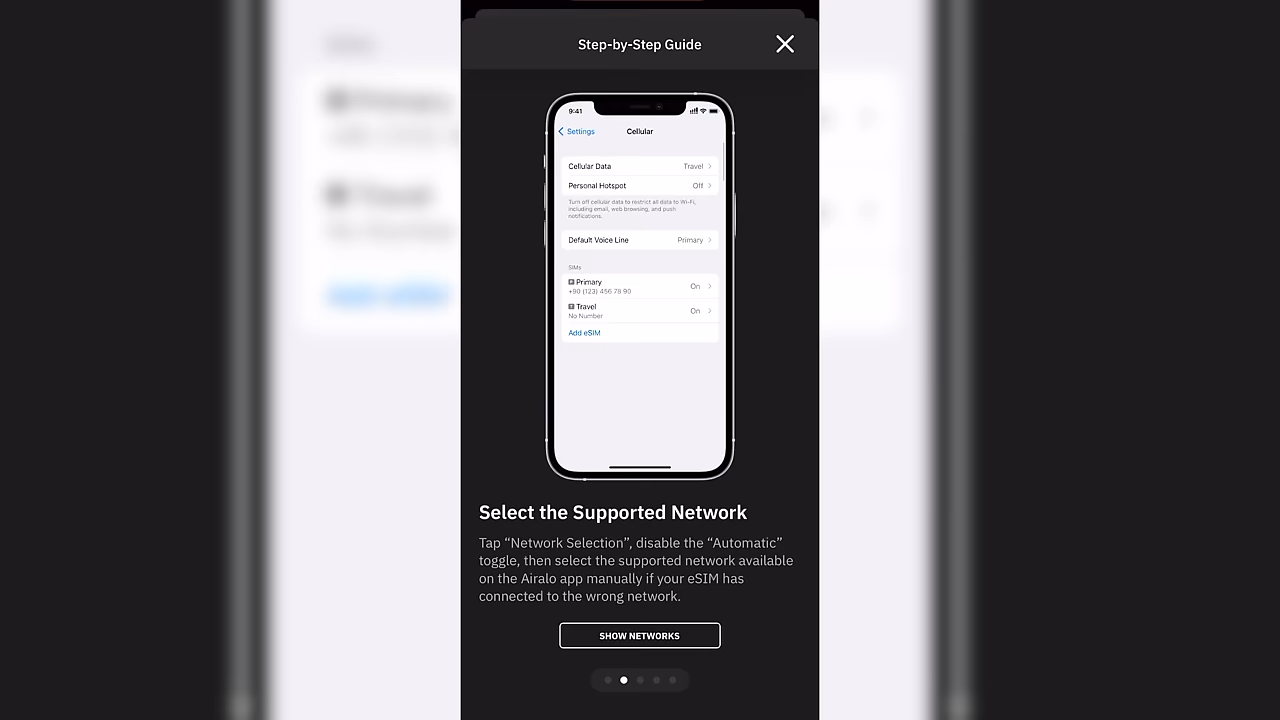 Step-by-Step Guide
9:41
Settings
Cellular
Cellular Data Travel
Personal Hotspot Off
Turn off cellular data to restrict all data to Wi-Fi,
including email, web browsing, and push
notifications.
Default Voice Line Primary
SIMs
P Primary On
+90 (123) 456 78 90
Travel On
No Number
Add eSIM
Select the Supported Network
Tap “Network Selection”, disable the “Automatic”
toggle, then select the supported network available
on the Airalo app manually if your eSIM has
connected to the wrong network.
SHOW NETWORKS